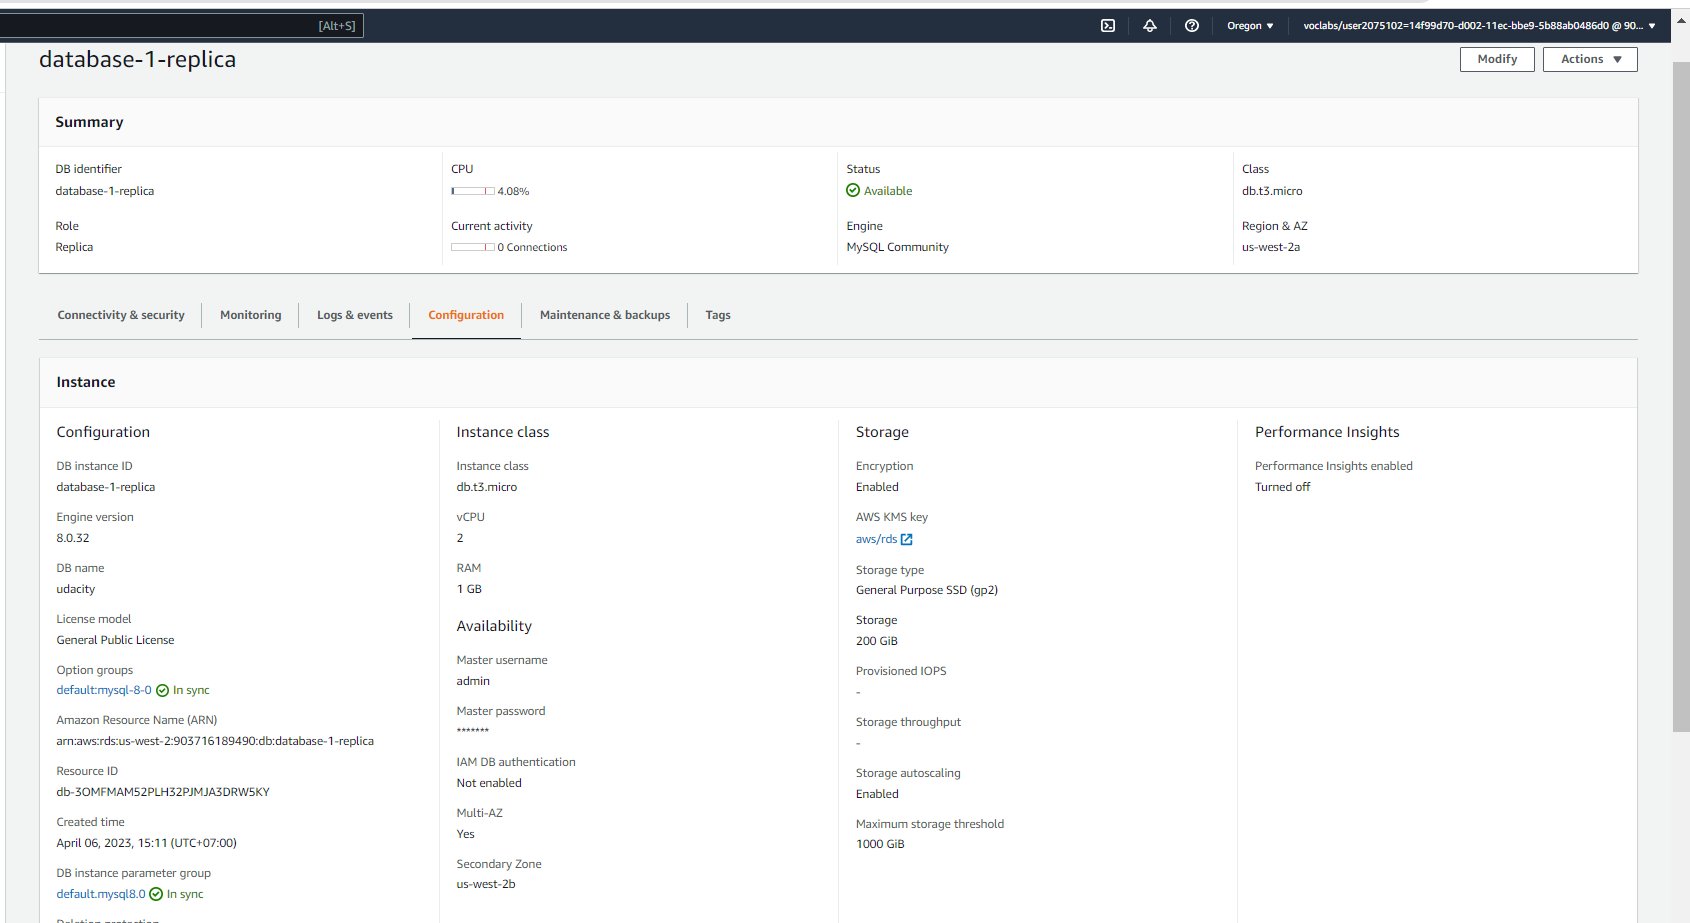 [Alt+S]
Oregon
voclabs/user2075102=14f99d70-d002-11ec-bbe9-5b88ab0486d0 @ 90...
database-1-replica
Modify
Actions
Summary
DB identifier
database-1-replica
Role
Replica
CPU
4.08%
Current activity
0 Connections
Status
Available
Engine
MySQL Community
Class
db.t3.micro
Region & AZ
us-west-2a
Connectivity & security
Monitoring
Logs & events
Configuration
Maintenance & backups
Tags
Instance
Configuration
DB instance ID
database-1-replica
Engine version
8.0.32
DB name
udacity
License model
General Public License
Option groups
default:mysql-8-0 In sync
Amazon Resource Name (ARN)
arn:aws:rds:us-west-2:903716189490:db:database-1-replica
Resource ID
db-3OMFMAM52PLH32PJMJA3DRW5KY
Created time
April 06, 2023, 15:11 (UTC+07:00)
DB instance parameter group
default.mysql8.0 In sync
Deletion protection
Instance class
Instance class
db.t3.micro
vCPU
2
RAM
1 GB
Availability
Master username
admin
Master password
*******
IAM DB authentication
Not enabled
Multi-AZ
Yes
Secondary Zone
us-west-2b
Storage
Encryption
Enabled
AWS KMS key
aws/rds
Storage type
General Purpose SSD (gp2)
Storage
200 GiB
Provisioned IOPS
-
Storage throughput
-
Storage autoscaling
Enabled
Maximum storage threshold
1000 GiB
Performance Insights
Performance Insights enabled
Turned off